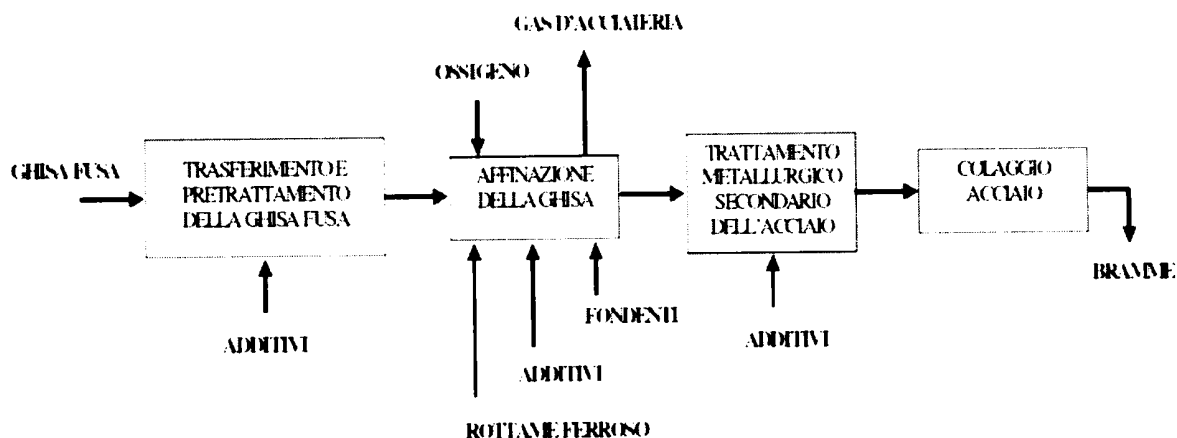 GAS D'ACCIAIERIA
OSSIGENO
GHISA FUSA
TRASFERIMENTO E
PRETRATTAMENTO
DELLA GHISA FUSA
AFFINAZIONE
DELLA GHISA
TRATTAMENTO
METALLURGICO
SECONDARIO
DELL'ACCIAIO
COLAGGIO
ACCIAIO
BRAMME
FONDENTI
ADDITIVI
ADDITIVI
ADDITIVI
ROTTAME FERROSO